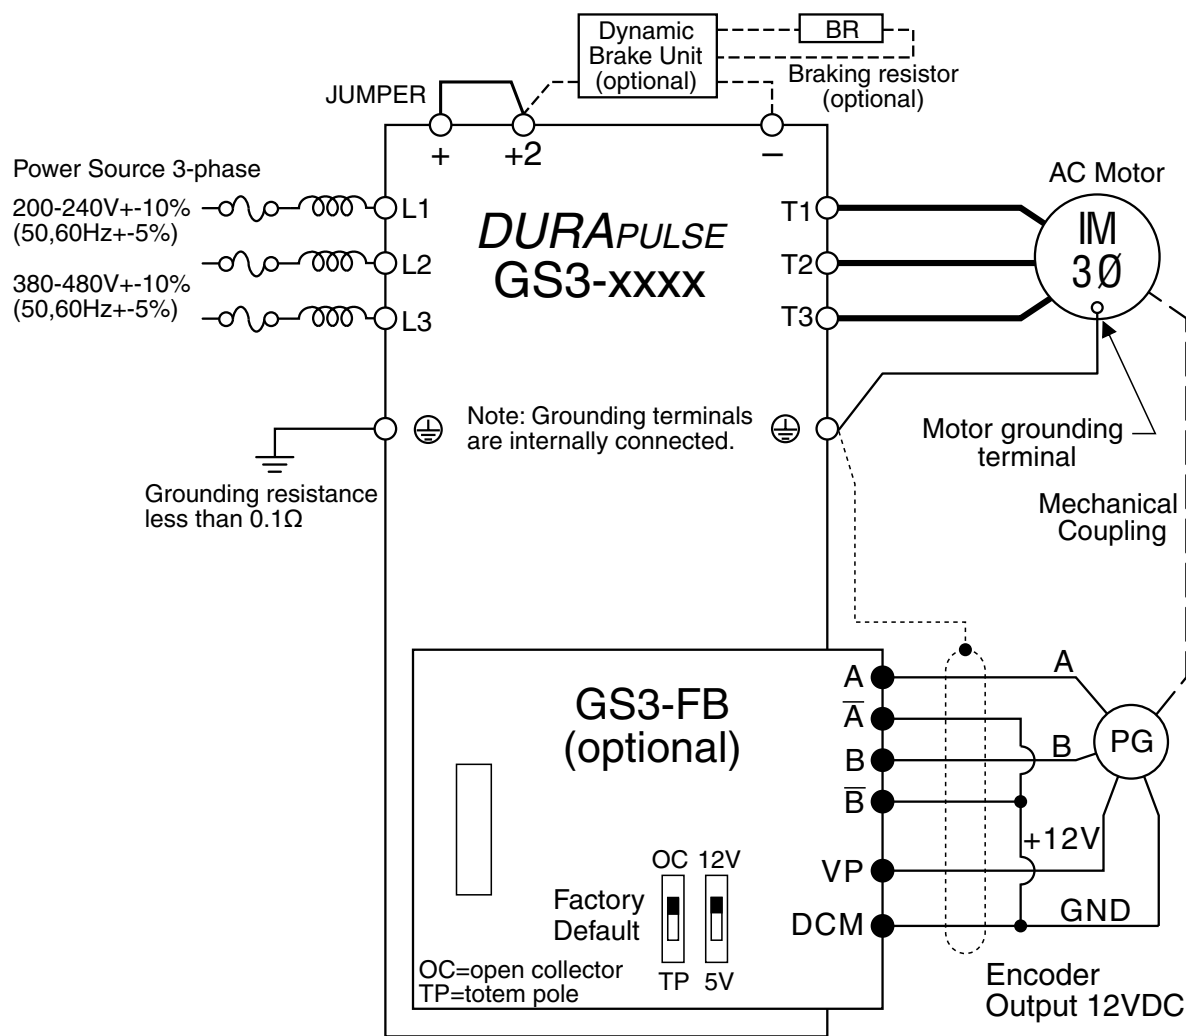 Dynamic
Brake Unit
(optional)
BR
Braking resistor
(optional)
JUMPER
+
+2
–
Power Source 3-phase
200-240V+-10%
(50,60Hz+-5%)
380-480V+-10%
(50,60Hz+-5%)
L1
L2
L3
DURAPULSE
GS3-xxxx
T1
T2
T3
AC Motor
IM
3Ø
Note: Grounding terminals
are internally connected.
Grounding resistance
less than 0.1Ω
Motor grounding
terminal
Mechanical
Coupling
GS3-FB
(optional)
A
A̅
B
B̅
VP
DCM
A
B
PG
+12V
GND
OC 12V
Factory
Default
TP 5V
OC=open collector
TP=totem pole
Encoder
Output 12VDC